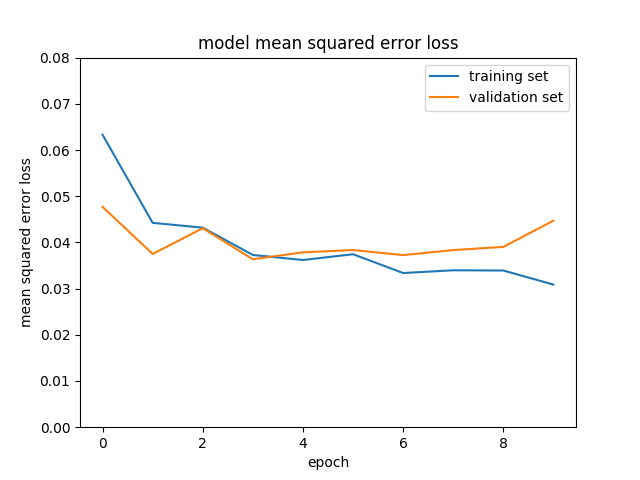 model mean squared error loss
training set
validation set
0.08
0.07
0.06
0.05
0.04
0.03
0.02
0.01
0.00
mean squared error loss
0 2 4 6 8
epoch